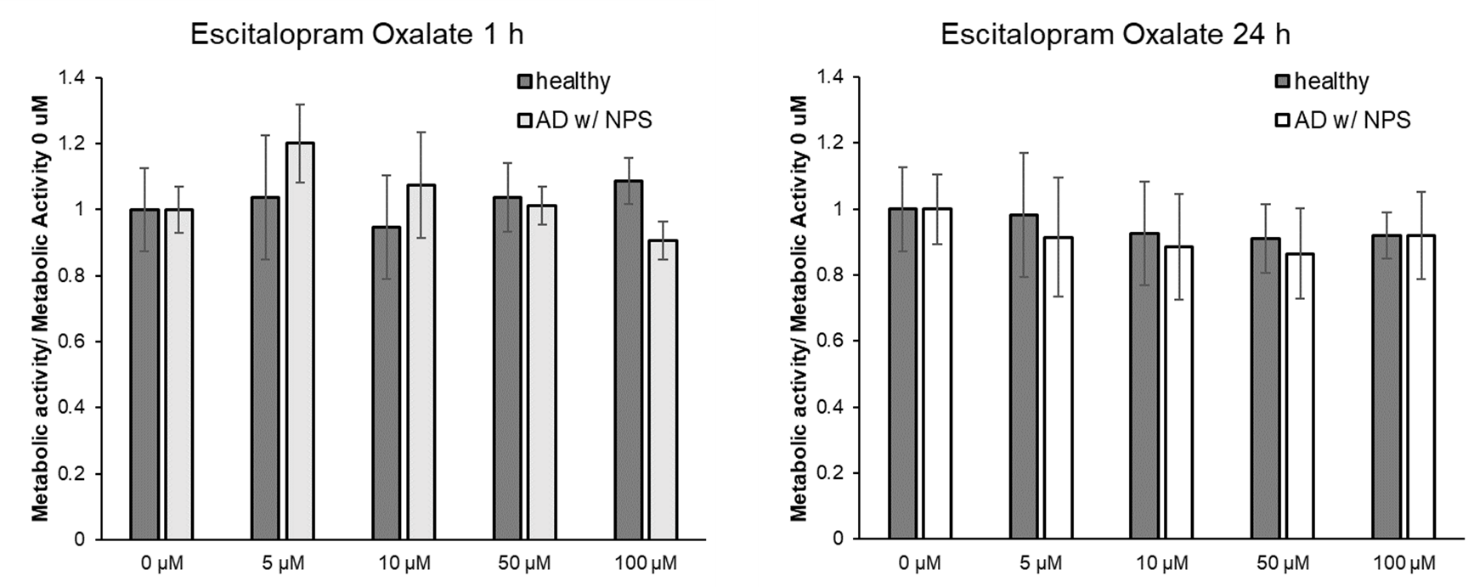 Escitalopram Oxalate 1 h
Metabolic activity/ Metabolic Activity 0 uM
1.4
1.2
1
0.8
0.6
0.4
0.2
0
healthy
AD w/ NPS
0 µM 5 µM 10 µM 50 µM 100 µM
Escitalopram Oxalate 24 h
Metabolic activity/ Metabolic Activity 0 uM
1.4
1.2
1
0.8
0.6
0.4
0.2
0
healthy
AD w/ NPS
0 µM 5 µM 10 µM 50 µM 100 µM